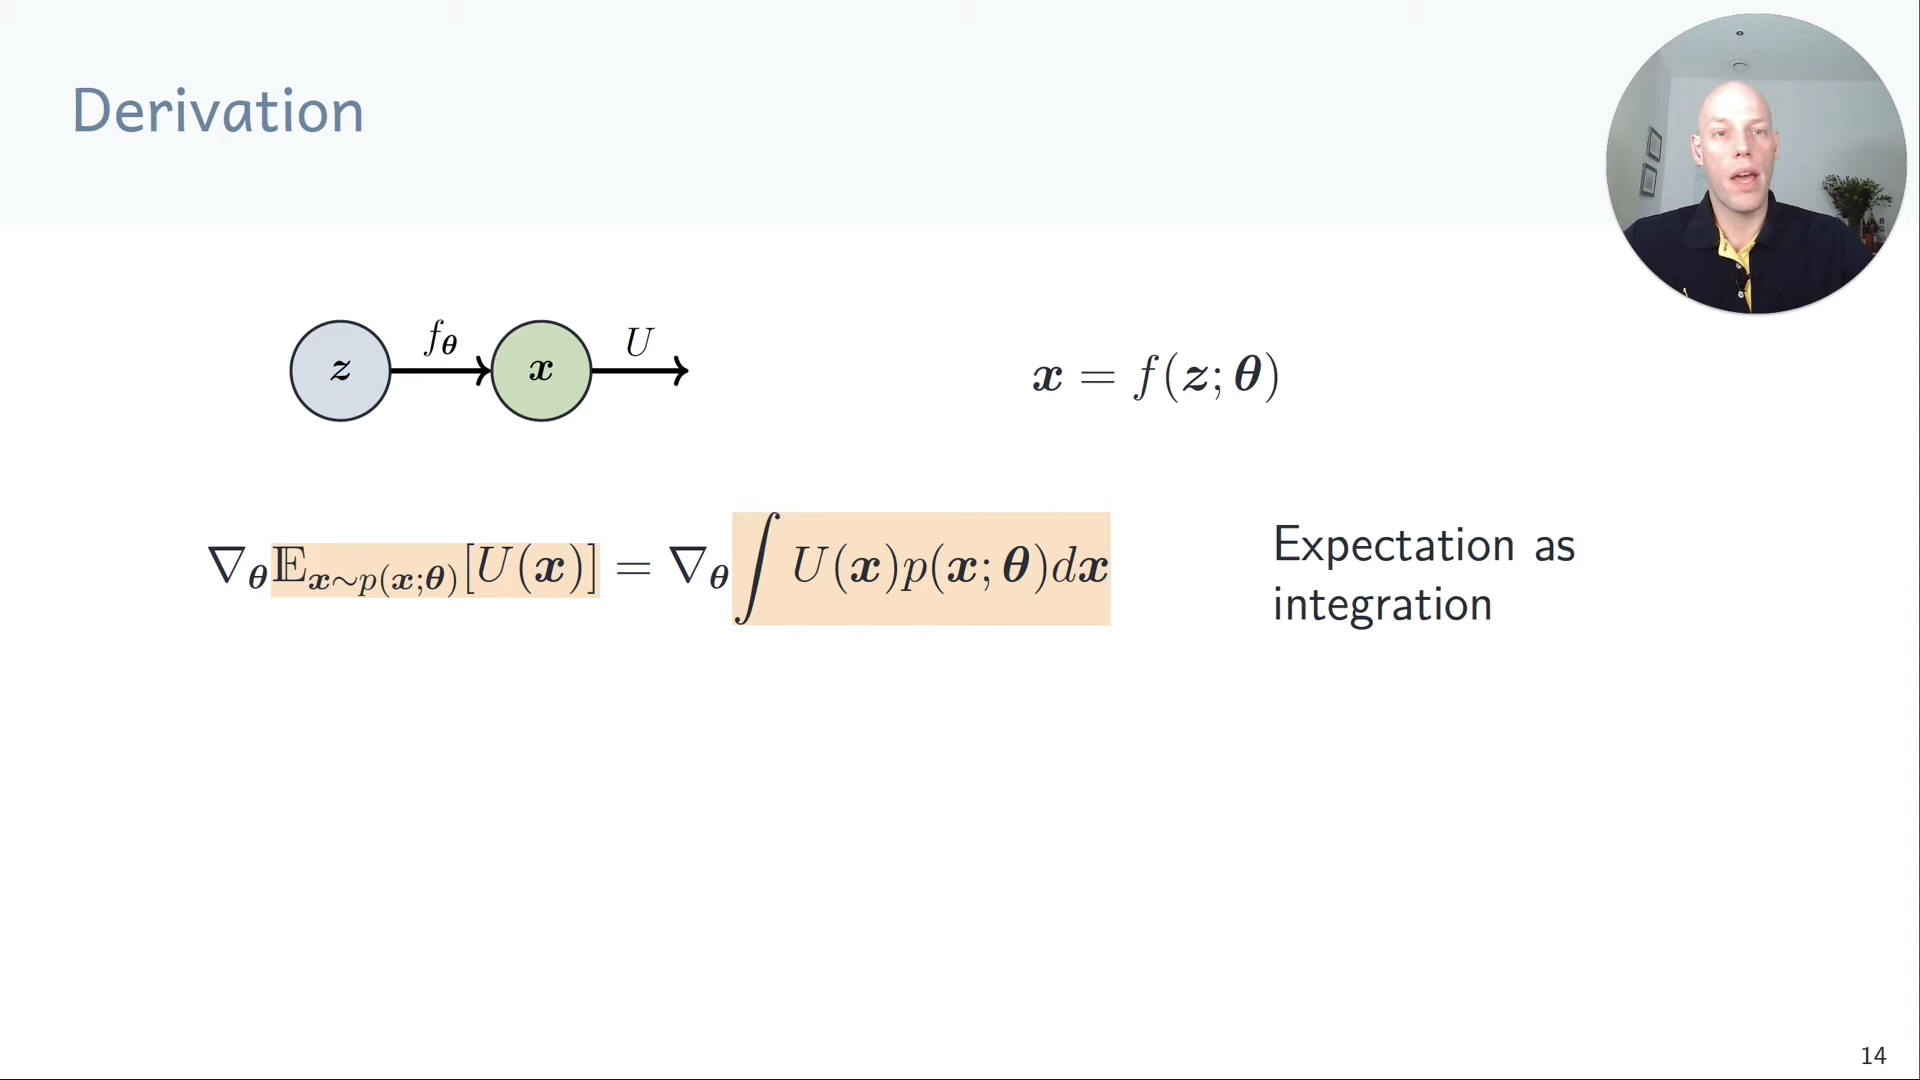 Derivation
z f_θ x U
x = f(z; θ)
∇_θ 𝔼_{x∼p(x;θ)}[U(x)] = ∇_θ ∫ U(x)p(x; θ)dx
Expectation as
integration
14